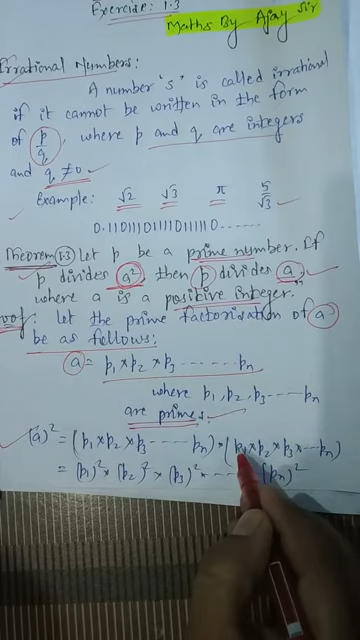 Exercise: 1.3
Maths By Ajay Sir
Irrational Numbers:
A number 's' is called irrational
if it cannot be written in the form
of p/q, where p and q are integers
and q ≠ 0
Example: √2 √3 π 5/√3
0.11011101111011110.......
Theorem 1.3 Let p be a prime number. If
p divides a², then p divides a,
where a is a positive integer.
Proof: Let the prime factorisation of a
be as follows:
a = p₁ × p₂ × p₃ ....... pₙ
where p₁, p₂, p₃ ..... pₙ
are primes.
(a)² = (p₁ × p₂ × p₃ ..... pₙ) × (p₁ × p₂ × p₃ × ... pₙ)
= (p₁)² × (p₂)² × (p₃)² × ..... (pₙ)²